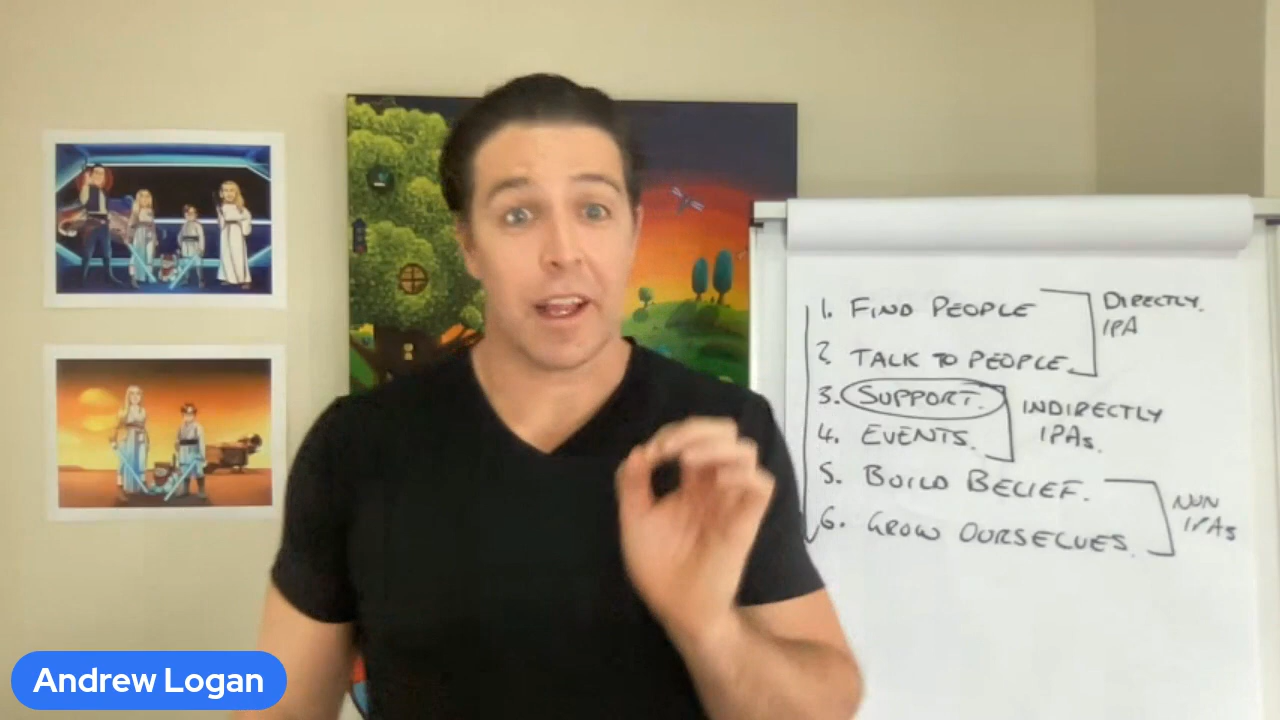 1. FIND PEOPLE
2. TALK TO PEOPLE.
DIRECTLY.
IPA
3. SUPPORT.
4. EVENTS.
INDIRECTLY
IPAs.
5. BUILD BELIEF.
6. GROW OURSELVES.
NON
IPAs
Andrew Logan